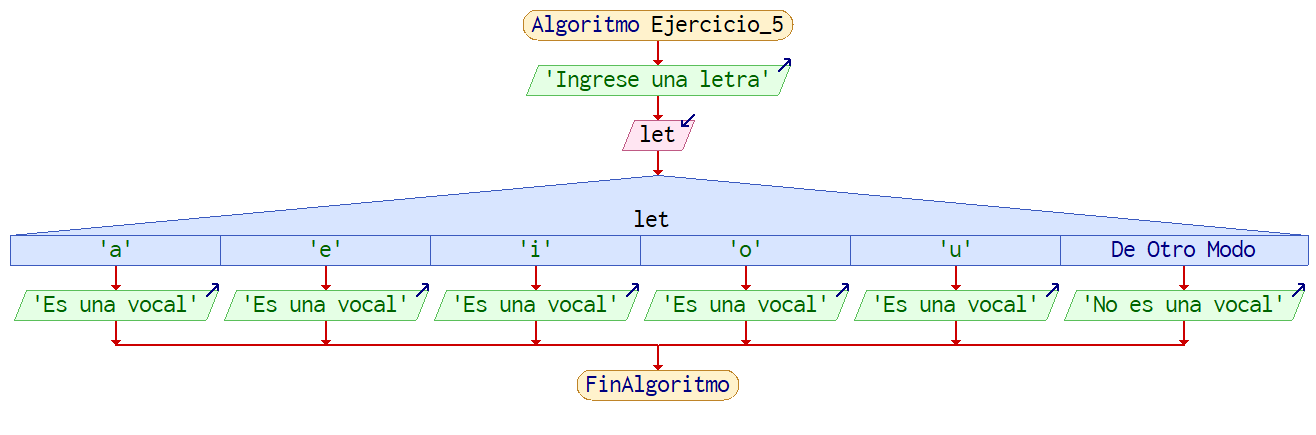 Algoritmo Ejercicio_5
'Ingrese una letra'
let
let
'a' 'e' 'i' 'o' 'u' De Otro Modo
'Es una vocal' 'Es una vocal' 'Es una vocal' 'Es una vocal' 'Es una vocal' 'No es una vocal'
FinAlgoritmo